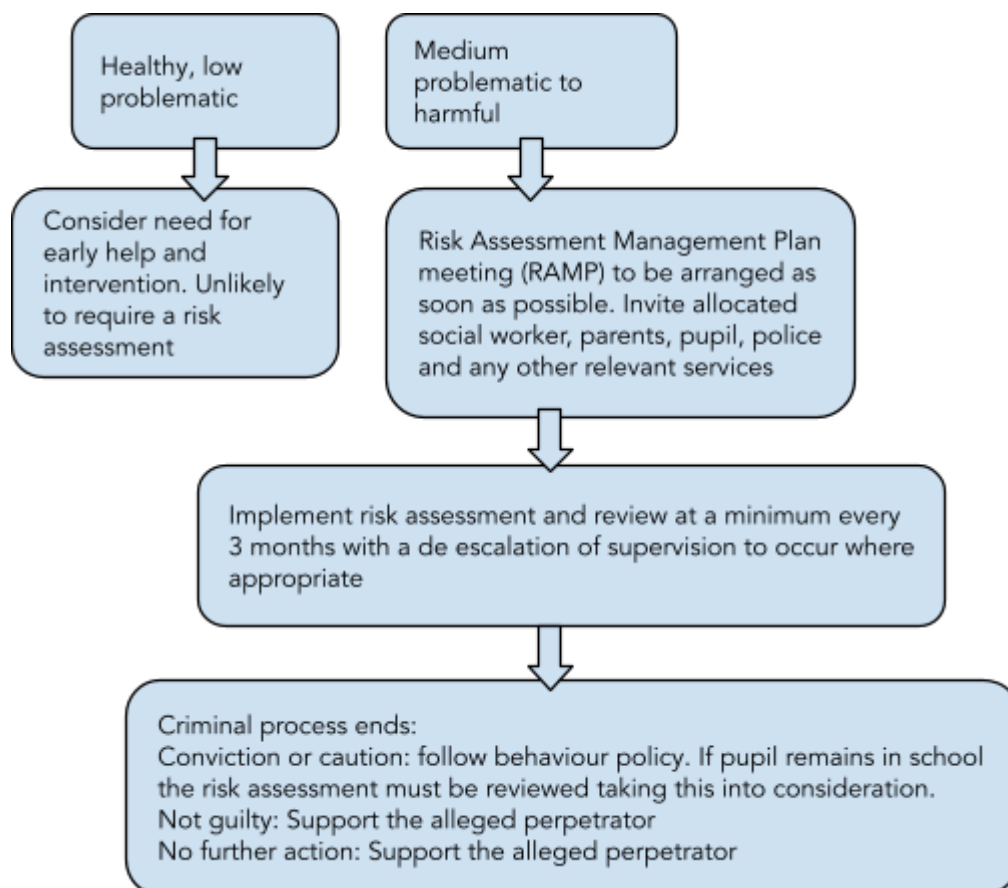 Healthy, low
problematic
Medium
problematic to
harmful
Consider need for
early help and
intervention. Unlikely
to require a risk
assessment
Risk Assessment Management Plan
meeting (RAMP) to be arranged as
soon as possible. Invite allocated
social worker, parents, pupil, police
and any other relevant services
Implement risk assessment and review at a minimum every
3 months with a de escalation of supervision to occur where
appropriate
Criminal process ends:
Conviction or caution: follow behaviour policy. If pupil remains in school
the risk assessment must be reviewed taking this into consideration.
Not guilty: Support the alleged perpetrator
No further action: Support the alleged perpetrator